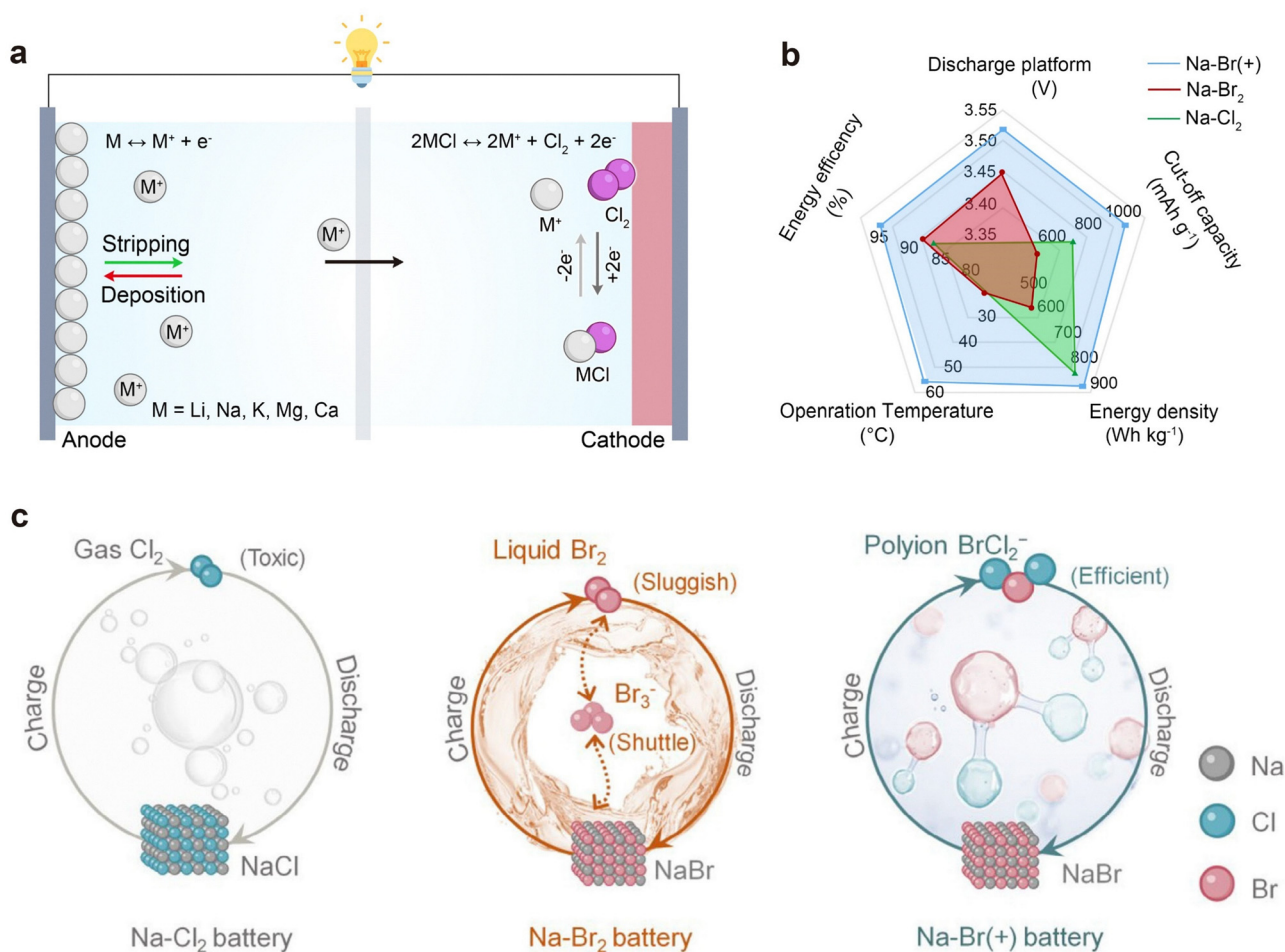 a
M ↔ M⁺ + e⁻
2MCl ↔ 2M⁺ + Cl₂ + 2e⁻
M⁺
M⁺
Cl₂
M⁺
Stripping
Deposition
-2e⁻
+2e⁻
M⁺
M⁺
MCl
M = Li, Na, K, Mg, Ca
Anode
Cathode
b
Discharge platform
(V)
Na-Br(+)
Na-Br₂
Na-Cl₂
3.55
3.50
3.45
3.40
3.35
Energy efficency
(%)
95
90
85
80
Cut-off capacity
(mAh g⁻¹)
1000
800
600
500
600
700
800
900
30
40
50
60
Openration Temperature
(°C)
Energy density
(Wh kg⁻¹)
c
Gas Cl₂
(Toxic)
Charge
Discharge
NaCl
Na-Cl₂ battery
Liquid Br₂
(Sluggish)
Br₃⁻
(Shuttle)
Charge
Discharge
NaBr
Na-Br₂ battery
Polyion BrCl₂⁻
(Efficient)
Charge
Discharge
NaBr
Na-Br(+) battery
Na
Cl
Br